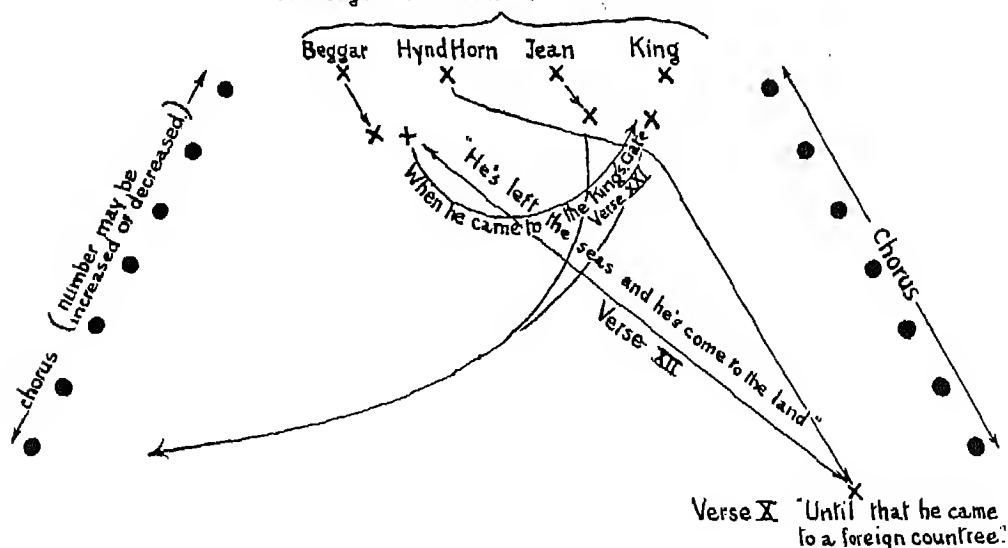 Beggar Hynd Horn Jean King
(number may be
increased or decreased.)
chorus
When he came to the King's Gate
Verse XXI
"He's left the seas and he's come to the land"
Verse XII
chorus
Verse X "Until that he came
to a foreign countree."